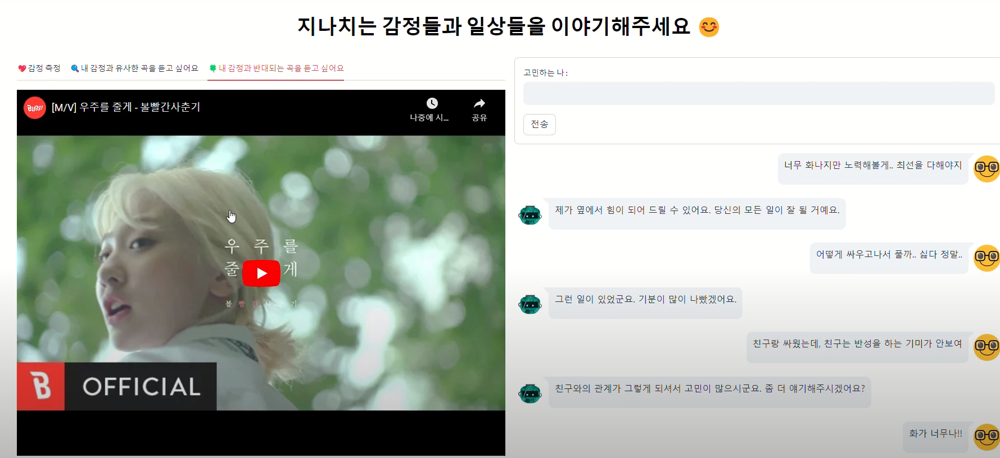 지나치는 감정들과 일상들을 이야기해주세요 😊
💖 감정 측정
🔍 내 감정과 유사한 곡을 듣고 싶어요
🍀 내 감정과 반대되는 곡을 듣고 싶어요
Bugs!
[M/V] 우주를 줄게 - 볼빨간사춘기
나중에 시...
공유
우 주 를
줄 게
볼 빨 간 사 춘 기
B OFFICIAL
고민하는 나 :
전송
너무 화나지만 노력해볼게.. 최선을 다해야지
제가 옆에서 힘이 되어 드릴 수 있어요. 당신의 모든 일이 잘 될 거예요.
어떻게 싸우고나서 풀까.. 싫다 정말..
그런 일이 있었군요. 기분이 많이 나빴겠어요.
친구랑 싸웠는데, 친구는 반성을 하는 기미가 안보여
친구와의 관계가 그렇게 되셔서 고민이 많으시군요. 좀 더 얘기해주시겠어요?
화가 너무나!!